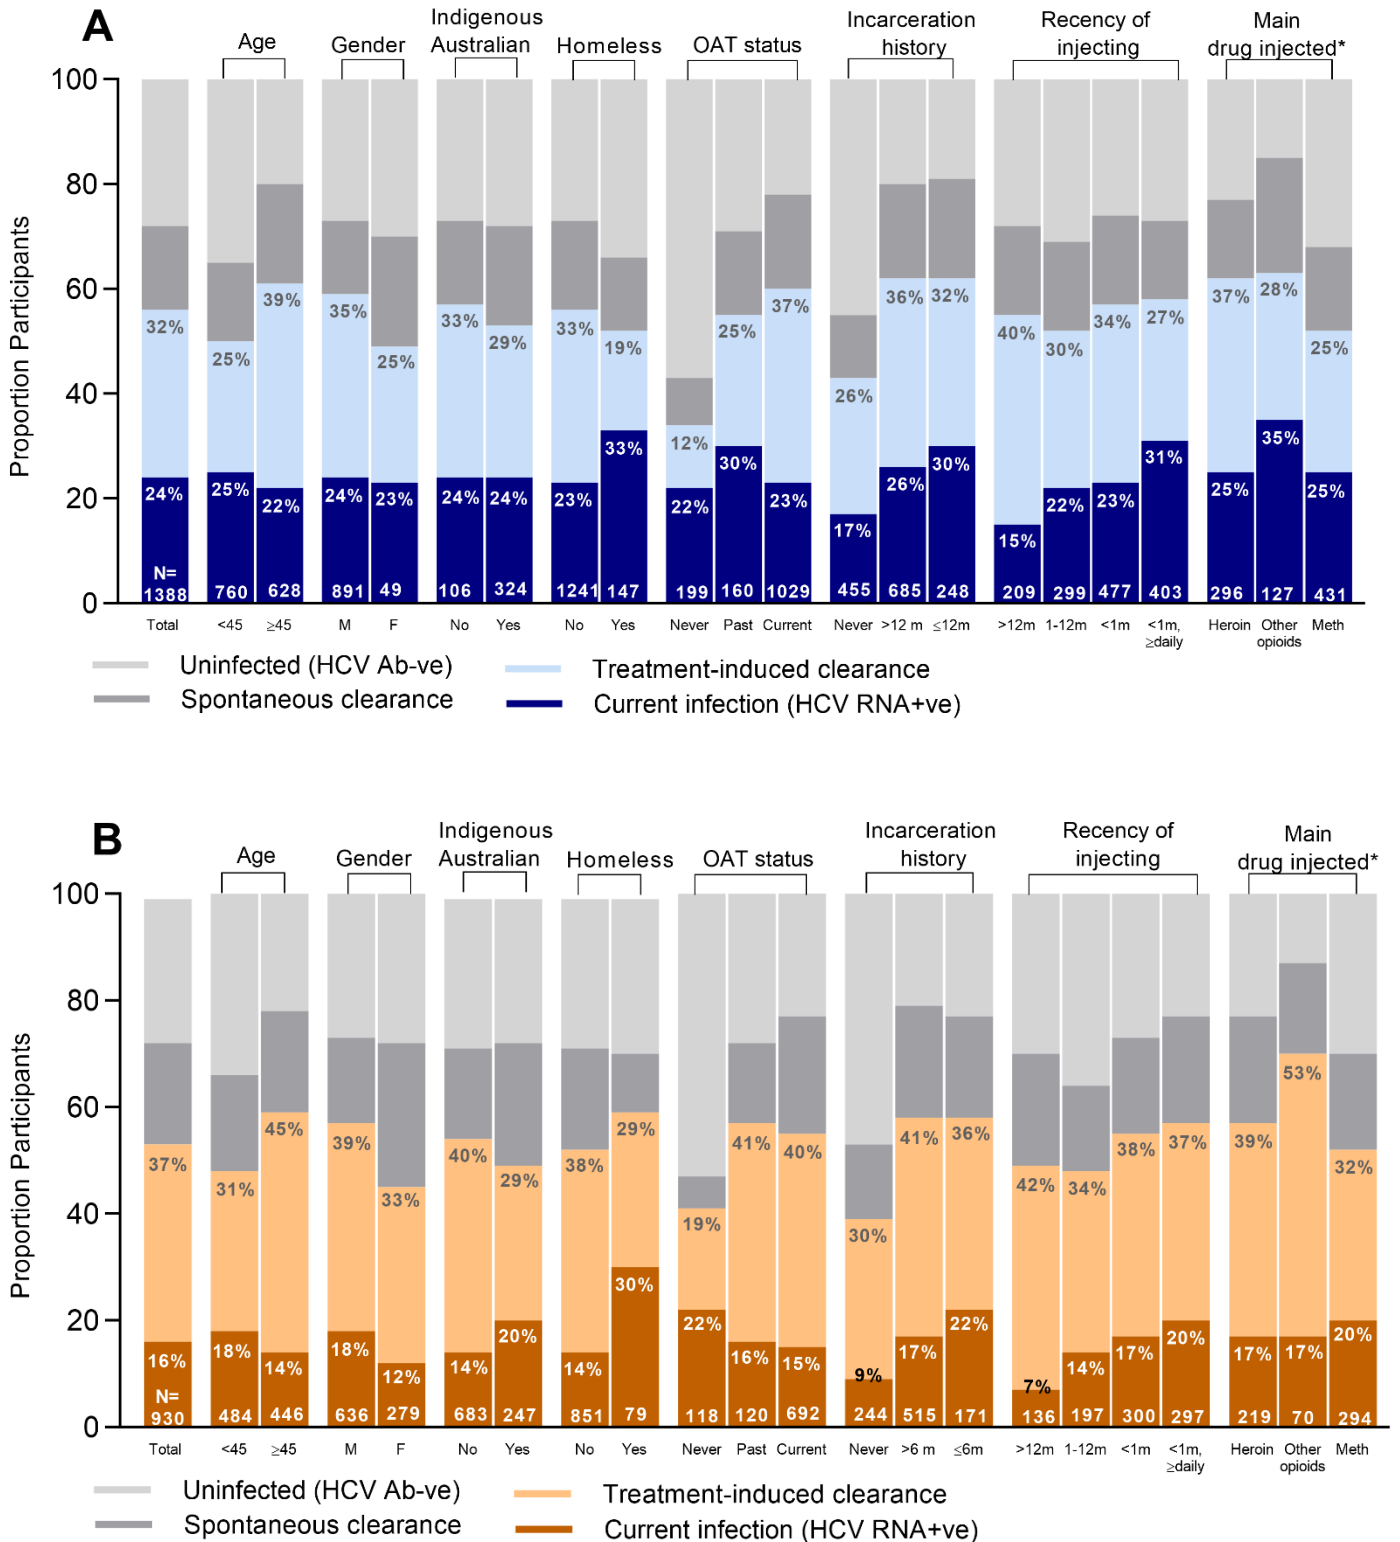 A
Age
Gender
Indigenous
Australian
Homeless
OAT status
Incarceration
history
Recency of
injecting
Main
drug injected*
Proportion Participants
100
80
60
40
20
0
32%
25%
39%
35%
25%
33%
29%
33%
19%
12%
25%
37%
26%
36%
32%
40%
30%
34%
27%
37%
28%
25%
24%
25%
22%
24%
23%
24%
24%
23%
33%
22%
30%
23%
17%
26%
30%
15%
22%
23%
31%
25%
35%
25%
N=
1388
760
628
891
49
106
324
1241
147
199
160
1029
455
685
248
209
299
477
403
296
127
431
Total
<45
≥45
M
F
No
Yes
No
Yes
Never
Past
Current
Never
>12 m
≤12m
>12m
1-12m
<1m
<1m,
≥daily
Heroin
Other
opioids
Meth
Uninfected (HCV Ab-ve)
Treatment-induced clearance
Spontaneous clearance
Current infection (HCV RNA+ve)
B
Age
Gender
Indigenous
Australian
Homeless
OAT status
Incarceration
history
Recency of
injecting
Main
drug injected*
Proportion Participants
100
80
60
40
20
0
37%
31%
45%
39%
33%
40%
29%
38%
29%
19%
41%
40%
30%
41%
36%
42%
34%
38%
37%
39%
53%
32%
16%
18%
14%
18%
12%
14%
20%
14%
30%
22%
16%
15%
9%
17%
22%
7%
14%
17%
20%
17%
17%
20%
N=
930
484
446
636
279
683
247
851
79
118
120
692
244
515
171
136
197
300
297
219
70
294
Total
<45
≥45
M
F
No
Yes
No
Yes
Never
Past
Current
Never
>6 m
≤6m
>12m
1-12m
<1m
<1m,
≥daily
Heroin
Other
opioids
Meth
Uninfected (HCV Ab-ve)
Treatment-induced clearance
Spontaneous clearance
Current infection (HCV RNA+ve)